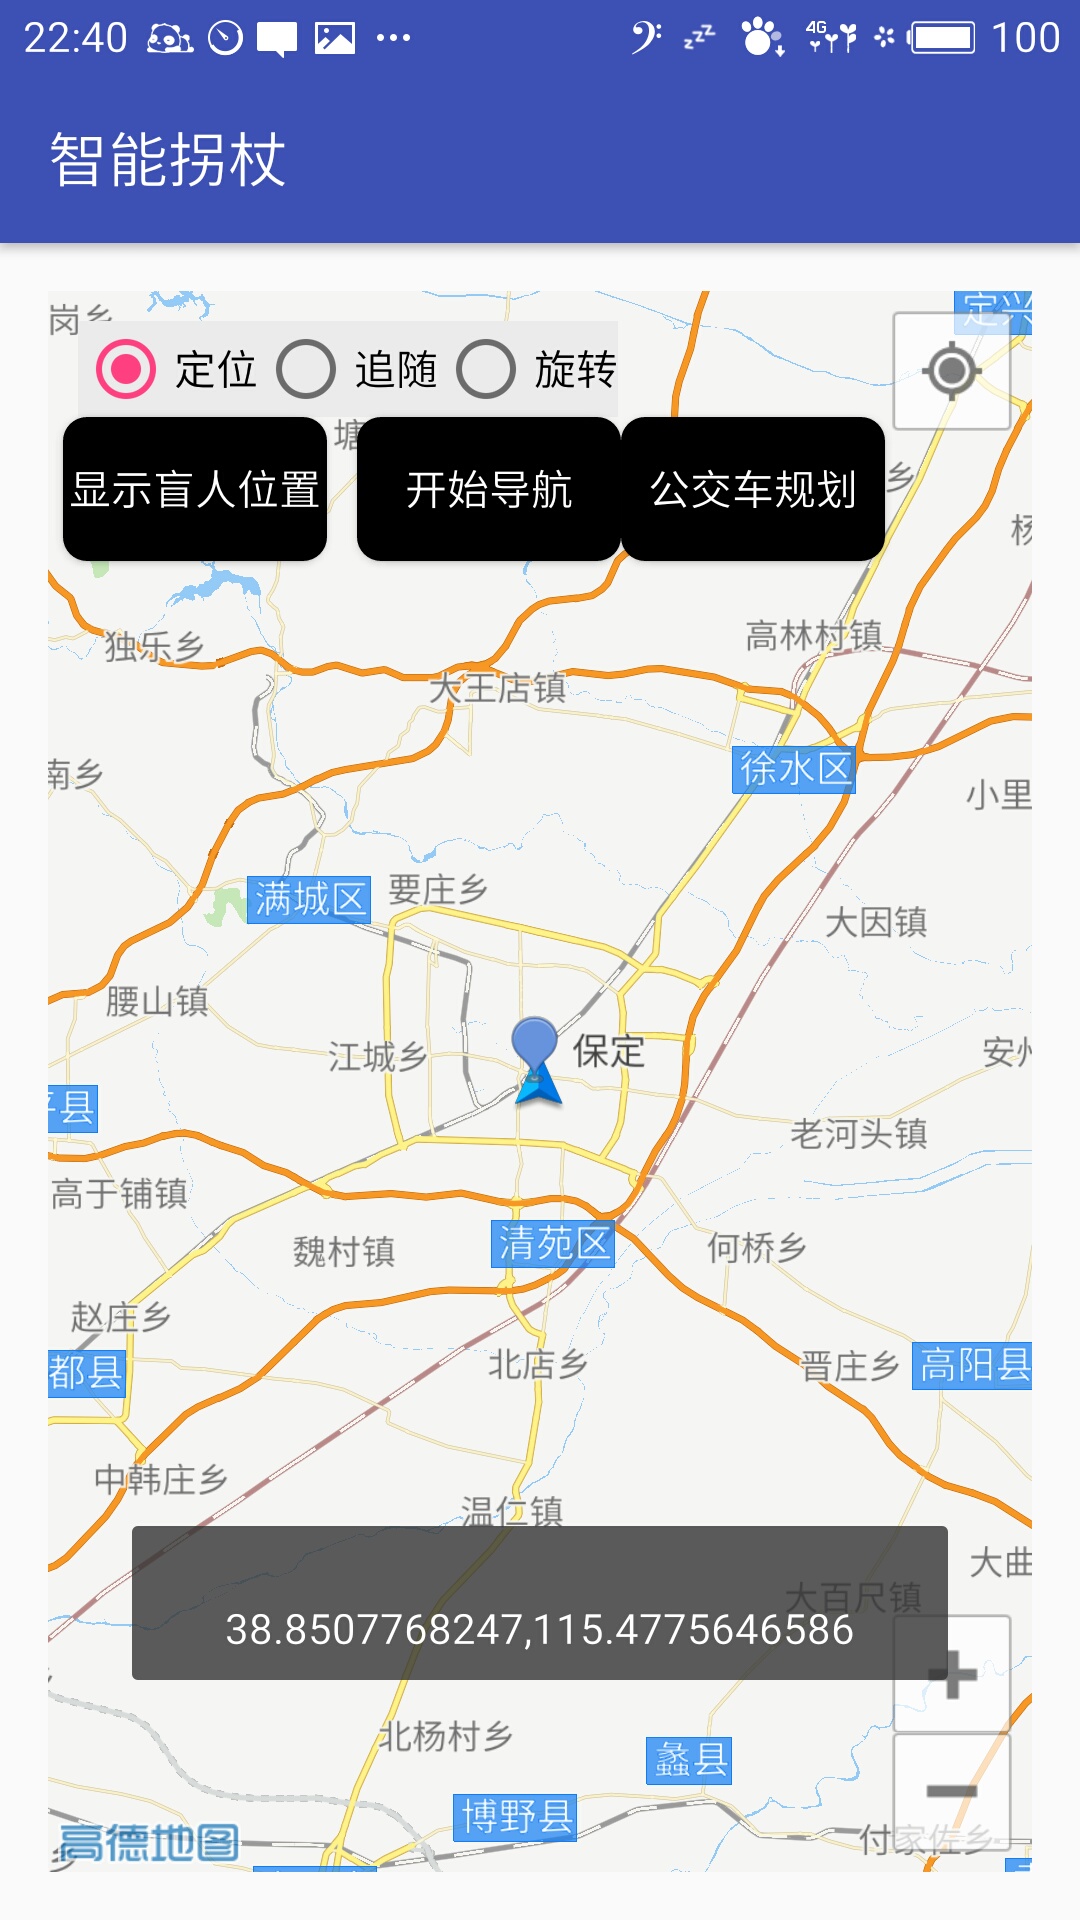 22:40
4G
100
智能拐杖
岗乡
定兴
定位 追随 旋转
塘
显示盲人位置 开始导航 公交车规划
乡
杨
独乐乡
高林村镇
大王店镇
徐水区
南乡
小里
满城区
要庄乡
大因镇
腰山镇
江城乡
保定
安州
县
老河头镇
高于铺镇
清苑区
魏村镇
何桥乡
赵庄乡
都县
北店乡
晋庄乡
高阳县
中韩庄乡
温仁镇
大曲
大百尺镇
38.8507768247,115.4775646586
北杨村乡
蠡县
博野县
高德地图
付家佐乡
乡